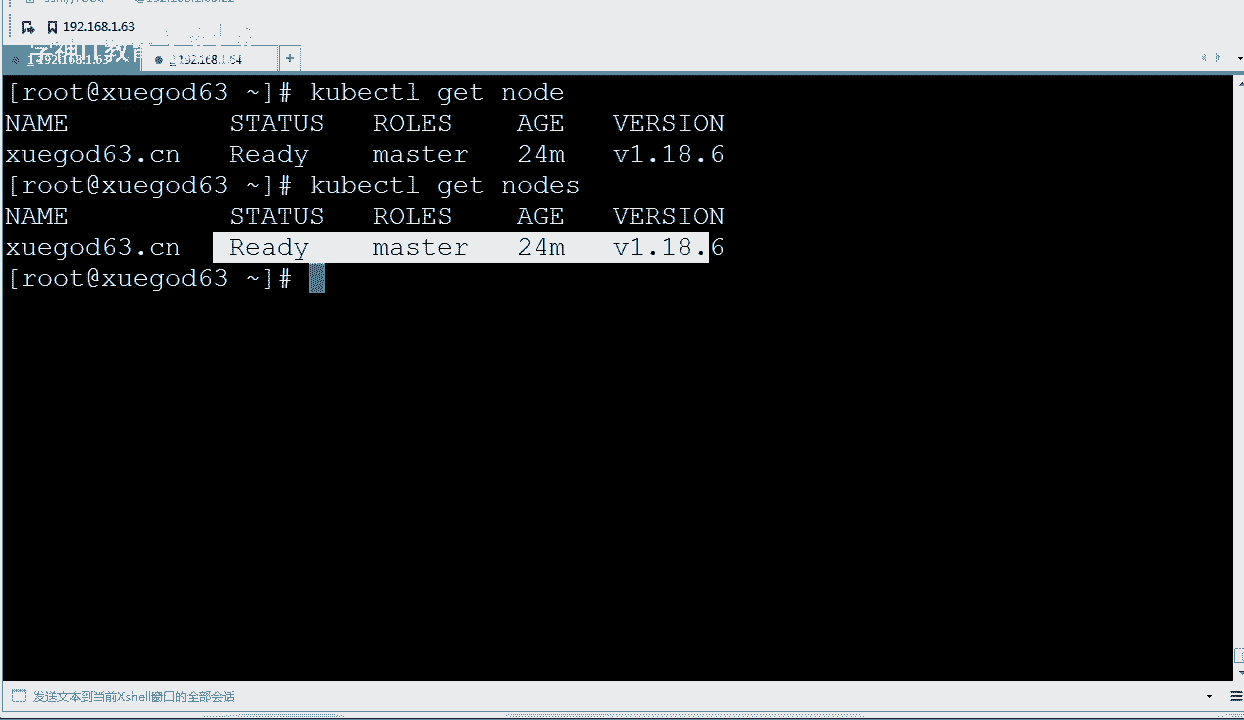 192.168.1.63
学神IT教育
1 192.168.1.63
2 192.168.1.64
+
[root@xuegod63 ~]# kubectl get node
NAME STATUS ROLES AGE VERSION
xuegod63.cn Ready master 24m v1.18.6
[root@xuegod63 ~]# kubectl get nodes
NAME STATUS ROLES AGE VERSION
xuegod63.cn Ready master 24m v1.18.6
[root@xuegod63 ~]#
发送文本到当前Xshell窗口的全部会话